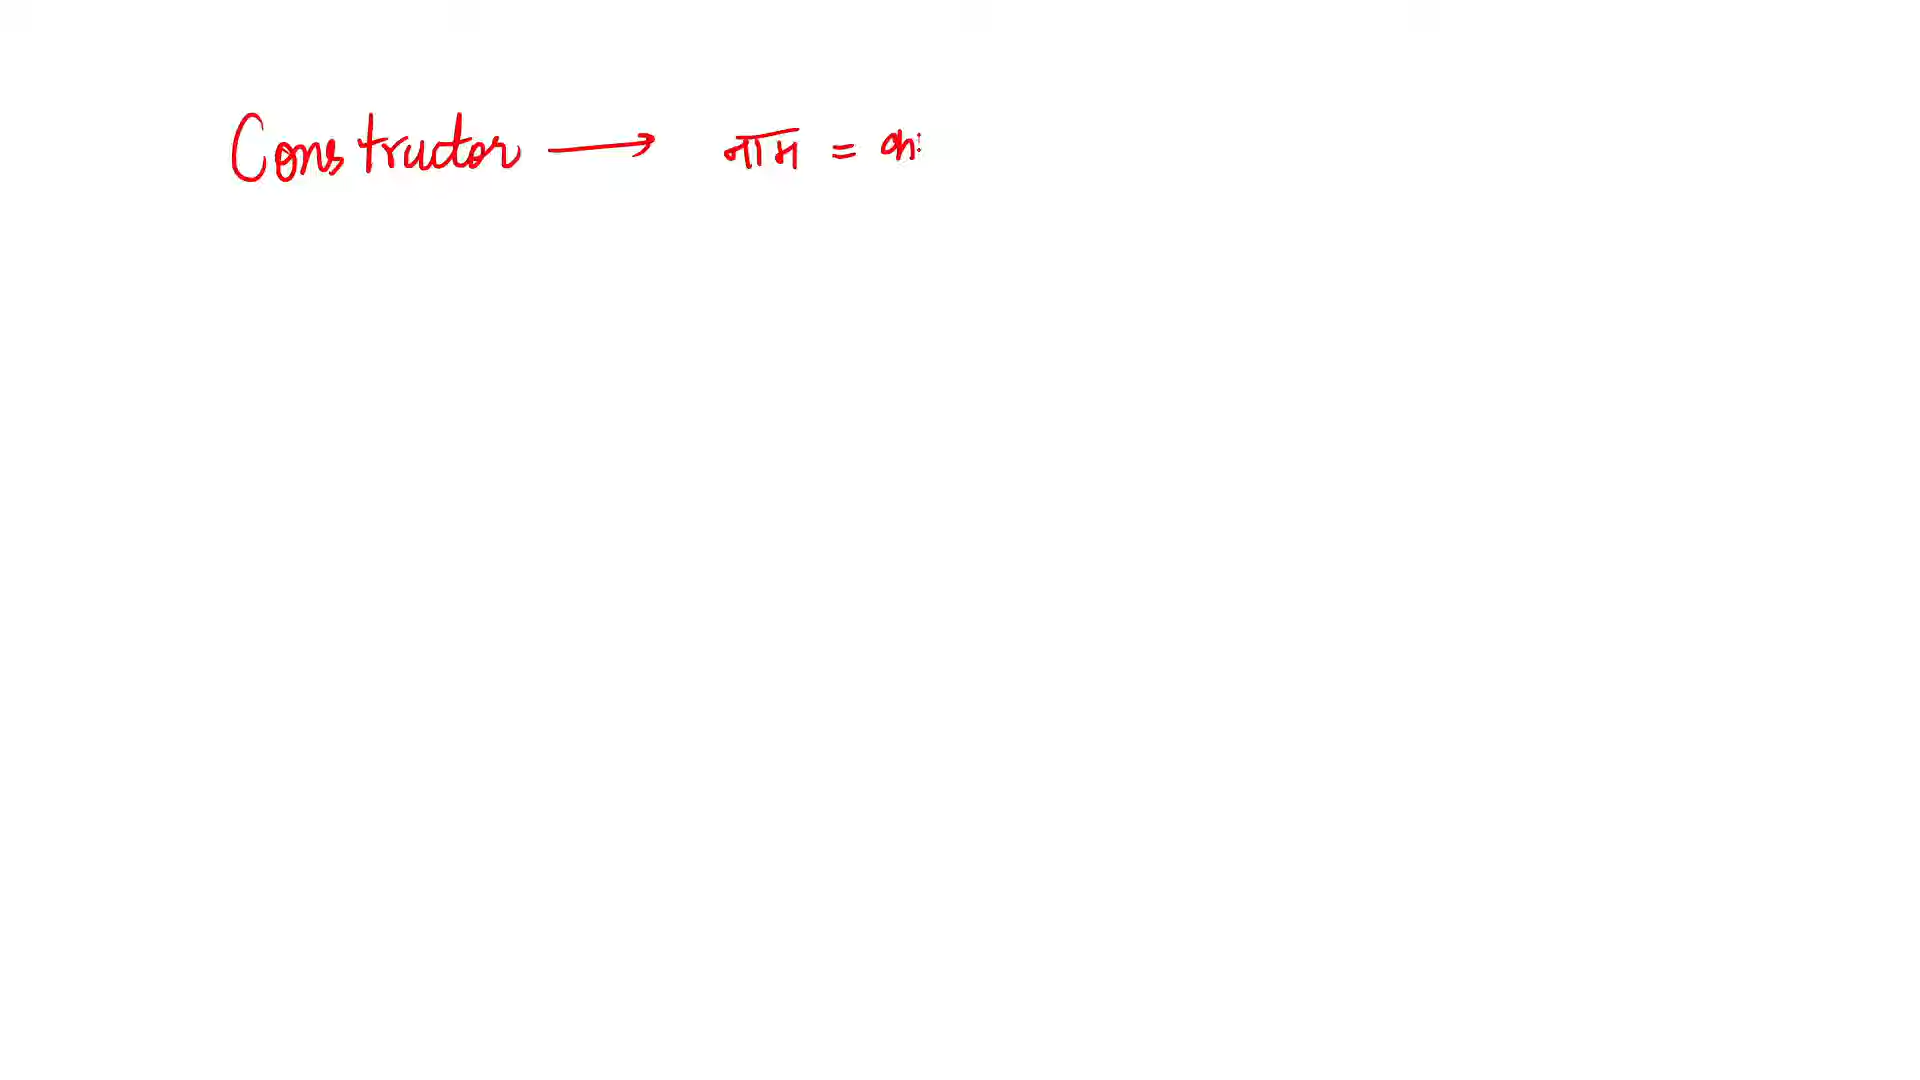 Constructor → नाम =